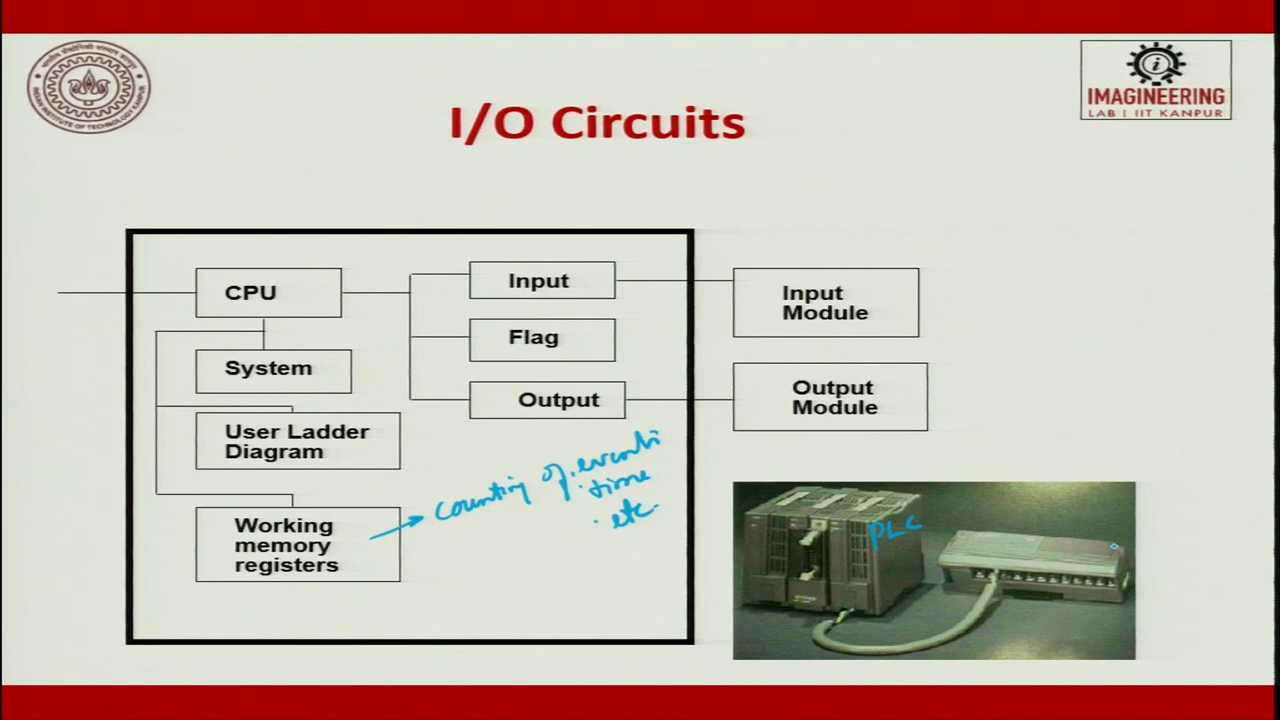 IMAGINEERING
LAB | IIT KANPUR
I/O Circuits
CPU
System
User Ladder
Diagram
Working
memory
registers
Input
Flag
Output
Input
Module
Output
Module
counting of events
time
etc.
PLC